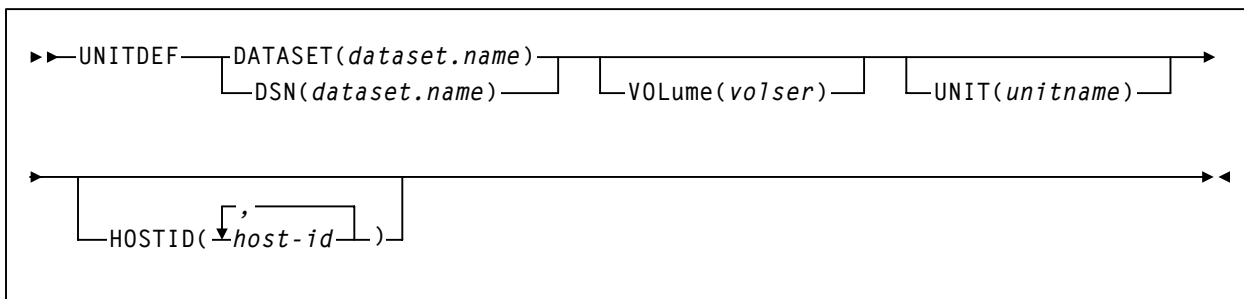 UNITDEF DATASET(dataset.name)
DSN(dataset.name) VOLume(volser) UNIT(unitname)
,
HOSTID( host-id )